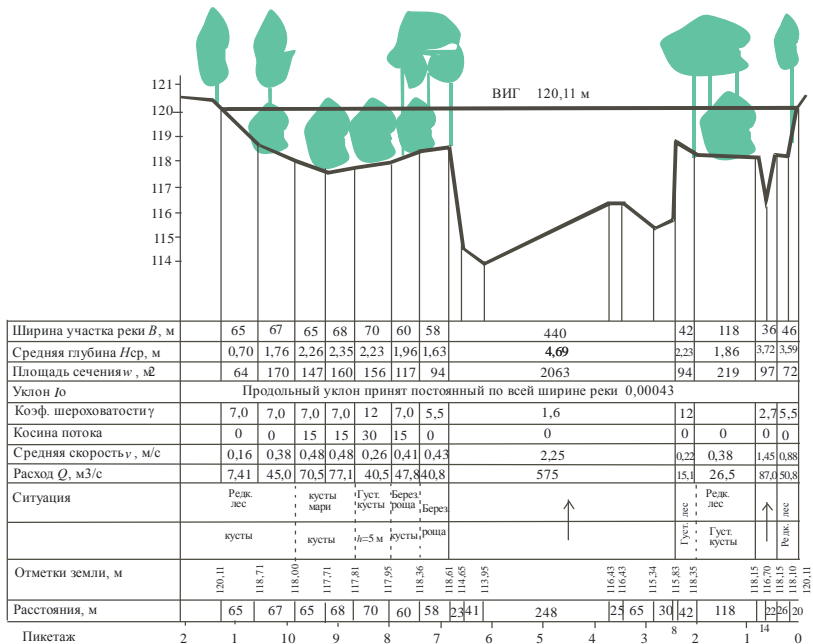 121
120
119
118
117
116
115
114
ВИГ 120,11 м
Ширина участка реки B, м 65 67 65 68 70 60 58 440 42 118 36 46
Средняя глубина Hср, м 0,70 1,76 2,26 2,35 2,23 1,96 1,63 4,69 2,23 1,86 3,72 3,59
Площадь сечения w , м2 64 170 147 160 156 117 94 2063 94 219 97 72
Уклон Iо Продольный уклон принят постоянный по всей ширине реки 0,00043
Коэф. шероховатости γ 7,0 7,0 7,0 7,0 12 7,0 5,5 1,6 12 2,7 5,5
Косина потока 0 0 15 15 30 15 0 0 0 0 0 0
Средняя скорость v , м/с 0,16 0,38 0,48 0,48 0,26 0,41 0,43 2,25 0,22 0,38 1,45 0,88
Расход Q, м3/с 7,41 45,0 70,5 77,1 40,5 47,8 40,8 575 15,1 26,5 87,0 50,8
Ситуация
Редк. лес
кусты
кусты мари
кусты
Густ. кусты
h=5 м
Берез. роща
кусты
Берез.
роща
Густ. лес
Редк. лес
Густ. кусты
Редк. лес
Отметки земли, м 120,11 118,71 118,00 117,71 117,81 117,95 118,36 118,61 114,65 113,95 116,43 116,43 115,34 115,83 118,35 118,15 116,70 118,15 118,10 120,11
Расстояния, м 65 67 65 68 70 60 58 23 41 248 25 65 30 42 118 22 26 20
14
Пикетаж 2 1 10 9 8 7 6 5 4 3 8 2 1 0